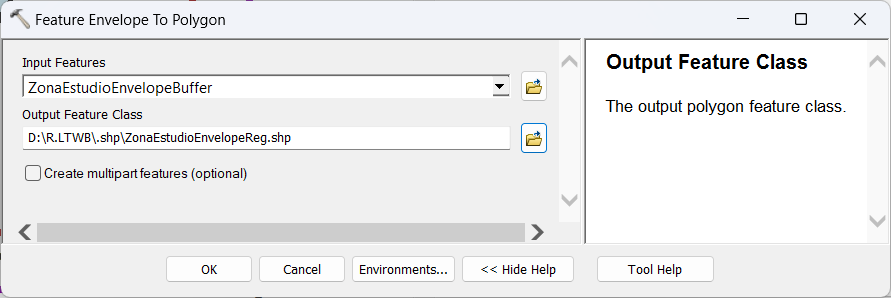 Feature Envelope To Polygon
Input Features
ZonaEstudioEnvelopeBuffer
Output Feature Class
D:\R.LTWB\.shp\ZonaEstudioEnvelopeReg.shp
Create multipart features (optional)
Output Feature Class
The output polygon feature class.
OK
Cancel
Environments...
<< Hide Help
Tool Help